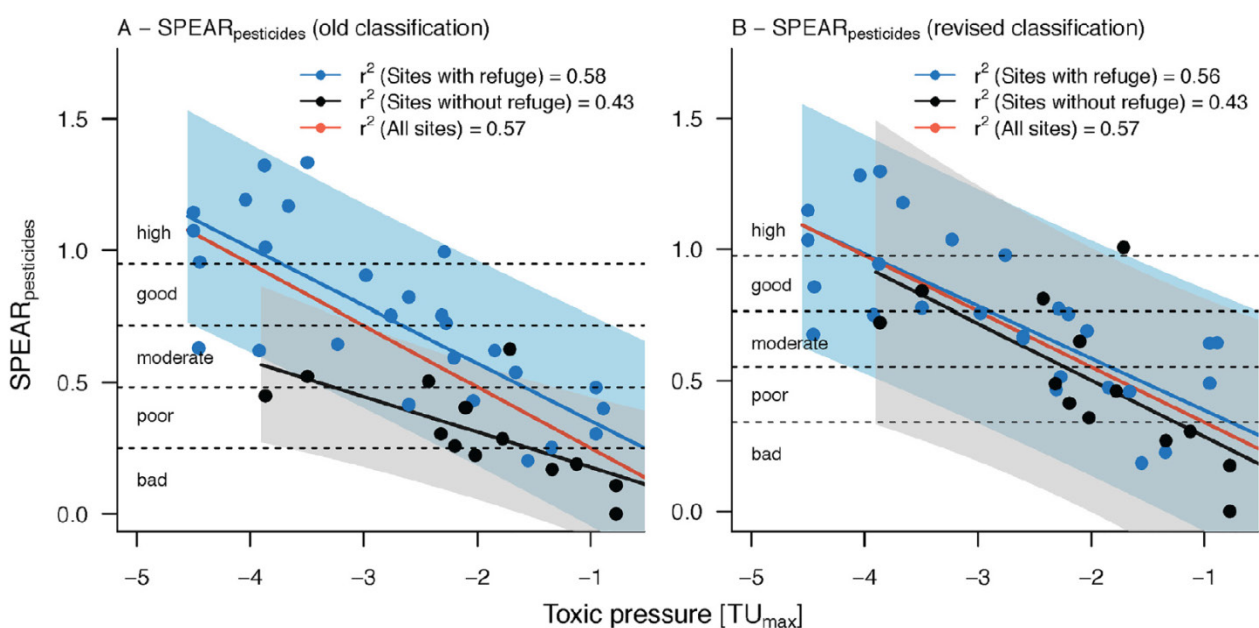 A – SPEARpesticides (old classification)
r² (Sites with refuge) = 0.58
r² (Sites without refuge) = 0.43
r² (All sites) = 0.57
SPEARpesticides
1.5
1.0
0.5
0.0
high
good
moderate
poor
bad
−5
−4
−3
−2
−1
B – SPEARpesticides (revised classification)
r² (Sites with refuge) = 0.56
r² (Sites without refuge) = 0.43
r² (All sites) = 0.57
1.5
1.0
0.5
0.0
high
good
moderate
poor
bad
−5
−4
−3
−2
−1
Toxic pressure [TUmax]